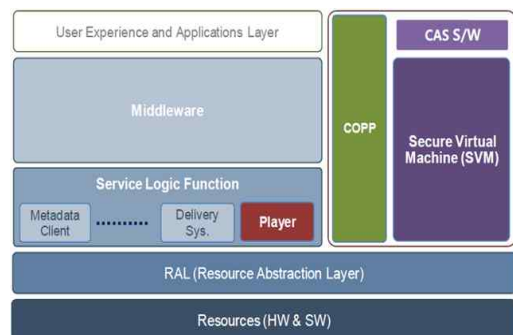 User Experience and Applications Layer
CAS S/W
Middleware
COPP
Secure Virtual
Machine (SVM)
Service Logic Function
Metadata
Client
..........
Delivery
Sys.
Player
RAL (Resource Abstraction Layer)
Resources (HW & SW)